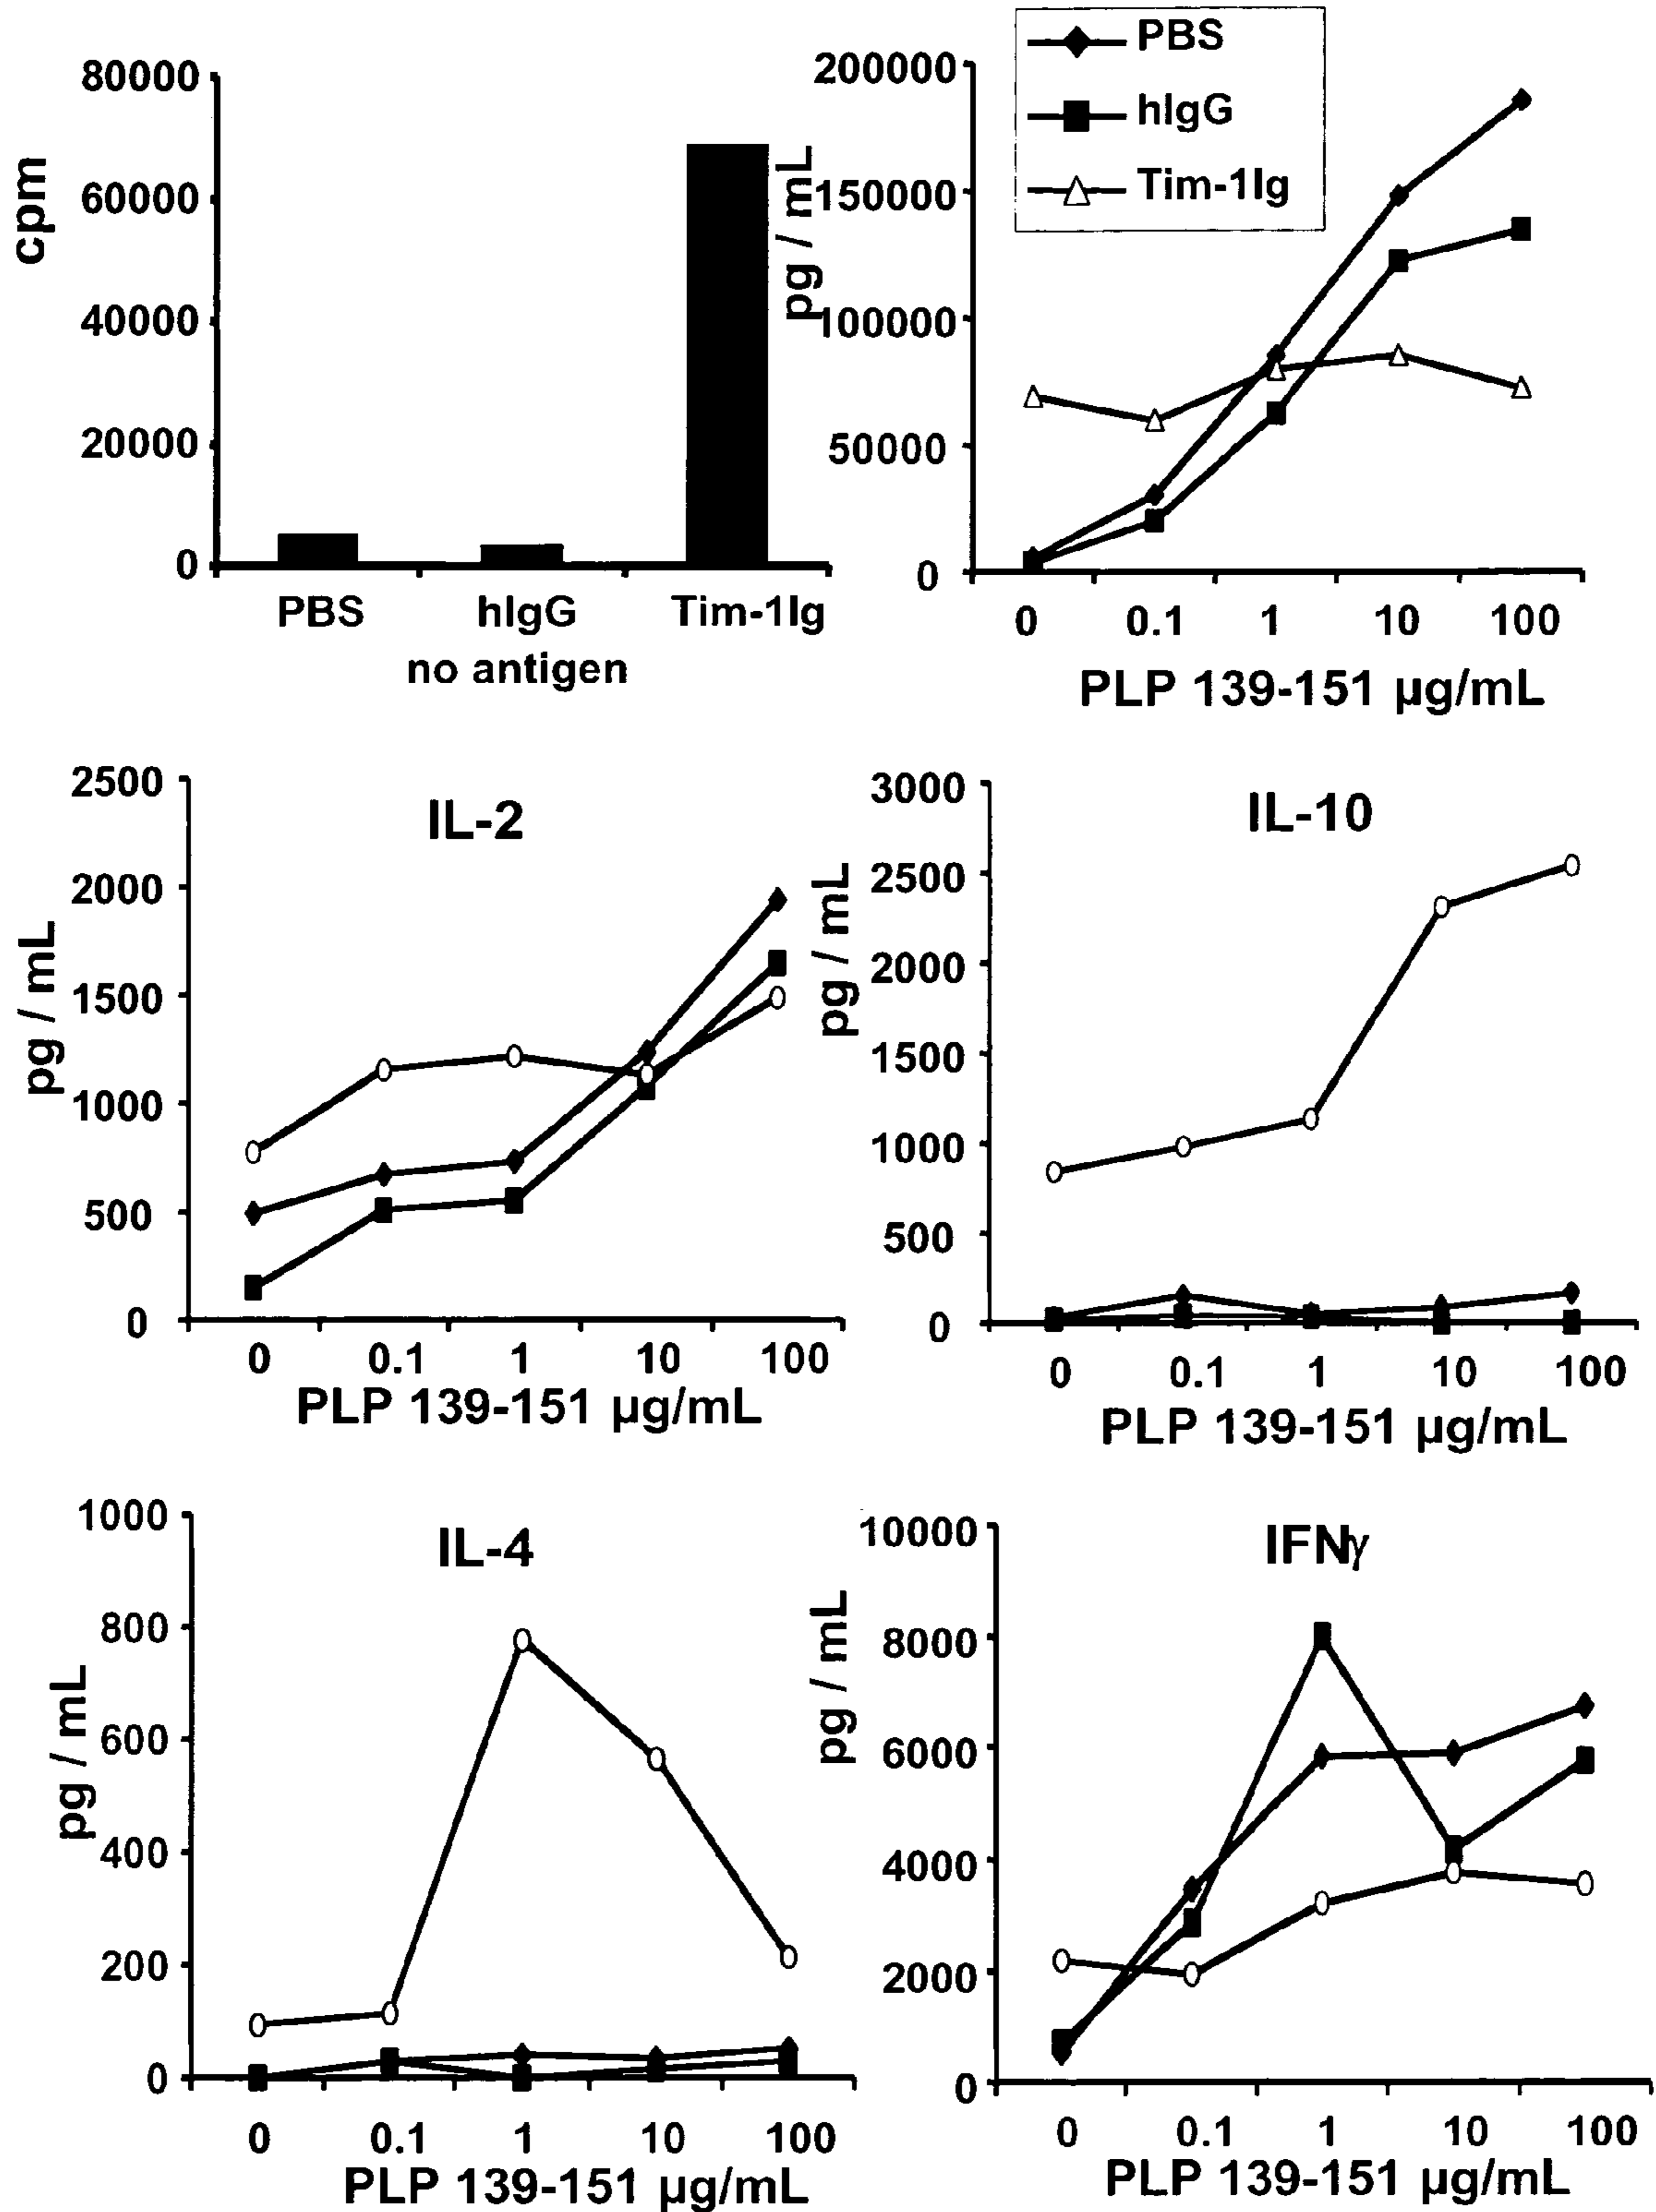 80000
60000
40000
20000
0
cpm
PBS hIgG Tim-1Ig
no antigen
PBS
hIgG
Tim-1Ig
200000
150000
100000
50000
0
pg / mL
0 0.1 1 10 100
PLP 139-151 µg/mL
IL-2
2500
2000
1500
1000
500
0
pg / mL
0 0.1 1 10 100
PLP 139-151 µg/mL
IL-10
3000
2500
2000
1500
1000
500
0
pg / mL
0 0.1 1 10 100
PLP 139-151 µg/mL
IL-4
1000
800
600
400
200
0
pg / mL
0 0.1 1 10 100
PLP 139-151 µg/mL
IFNγ
10000
8000
6000
4000
2000
0
pg / mL
0 0.1 1 10 100
PLP 139-151 µg/mL